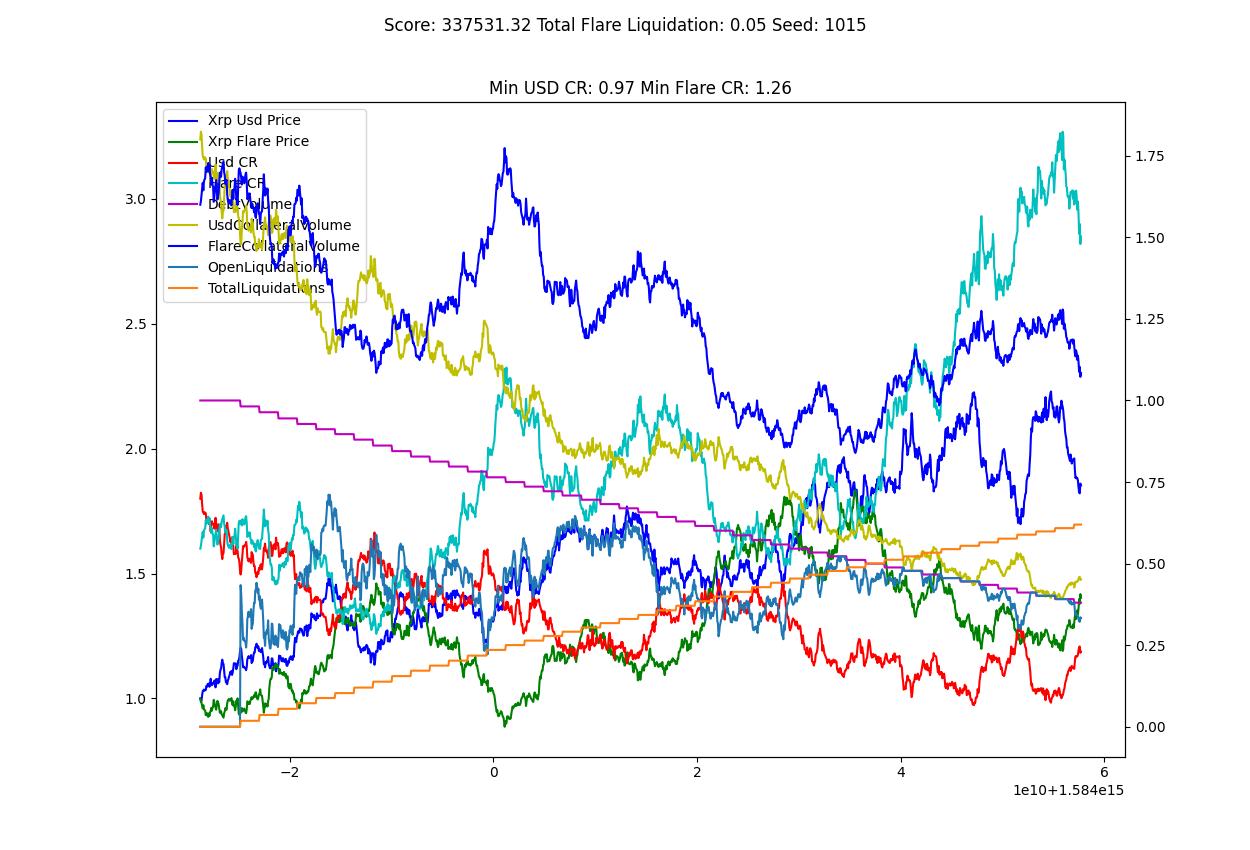 Score: 337531.32 Total Flare Liquidation: 0.05 Seed: 1015
Min USD CR: 0.97 Min Flare CR: 1.26
Xrp Usd Price
Xrp Flare Price
Usd CR
Flare CR
DebtVolume
UsdCollateralVolume
FlareCollateralVolume
OpenLiquidations
TotalLiquidations
3.0
2.5
2.0
1.5
1.0
1.75
1.50
1.25
1.00
0.75
0.50
0.25
0.00
−2
0
2
4
6
1e10+1.584e15